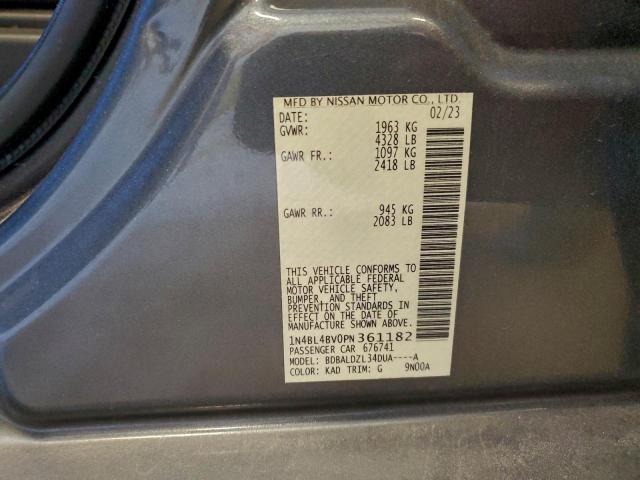 MFD BY NISSAN MOTOR CO., LTD.
DATE: 02/23
GVWR: 1963 KG
4328 LB
GAWR FR.: 1097 KG
2418 LB
GAWR RR.: 945 KG
2083 LB
THIS VEHICLE CONFORMS TO
ALL APPLICABLE FEDERAL
MOTOR VEHICLE SAFETY,
BUMPER, AND THEFT
PREVENTION STANDARDS IN
EFFECT ON THE DATE OF
MANUFACTURE SHOWN ABOVE.
1N4BL4BV0PN361182
PASSENGER CAR 676741
MODEL: BDBALDZL34DUA----A
COLOR: KAD TRIM: G 9N00A